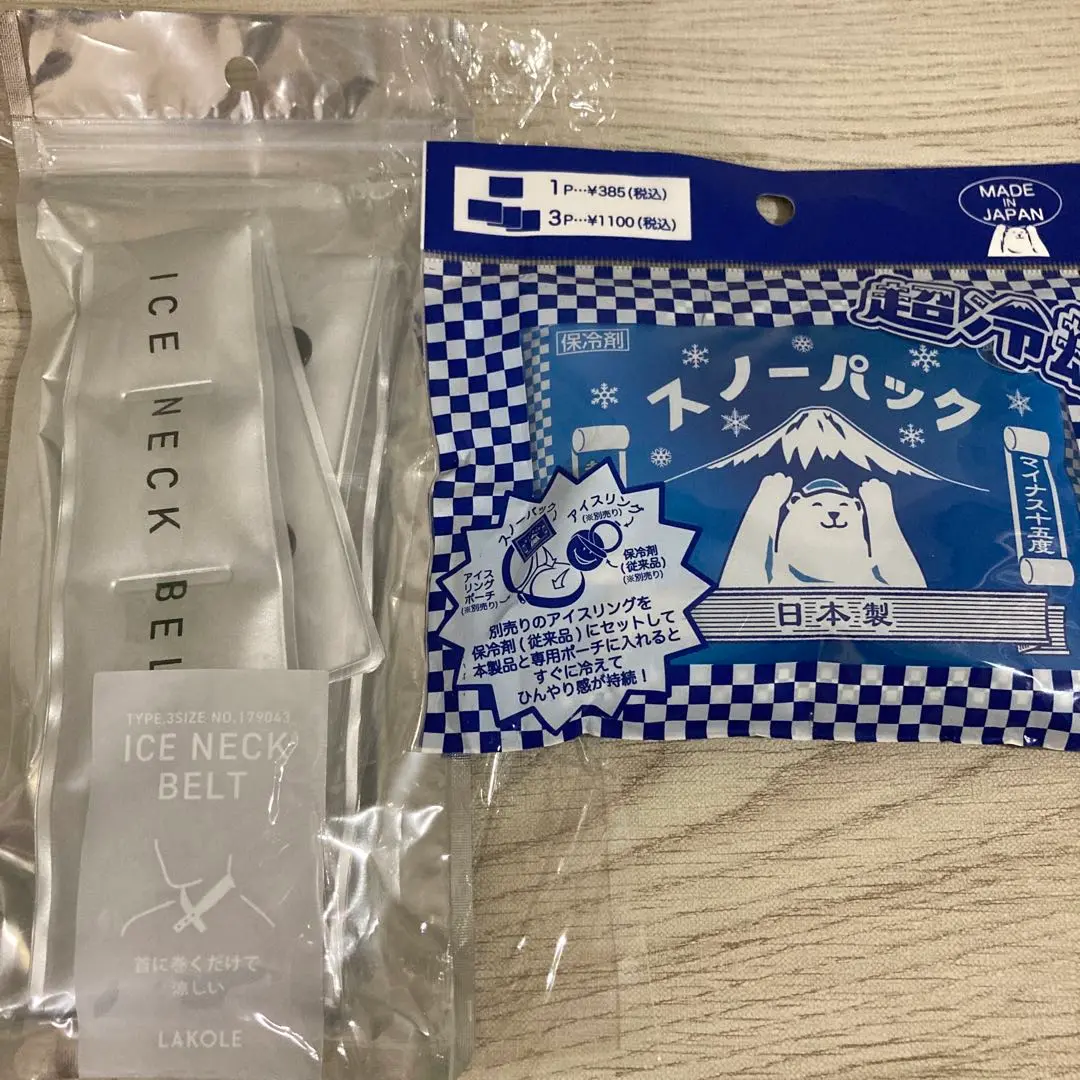 ICE NECK BEL
TYPE.3SIZE NO.179043
ICE NECK
BELT
首に巻くだけで
涼しい
LAKOLE
1P…¥385(税込)
3P…¥1100(税込)
MADE
IN
JAPAN
超冷
保冷剤
スノーパック
マイナス十五度
日本製
スノーパック
アイスリング
(※別売り)
保冷剤
(従来品)
(※別売り)
アイス
リング
ポーチ
(※別売り)
別売りのアイスリングを
保冷剤(従来品)にセットして
本製品と専用ポーチに入れると
すぐに冷えて
ひんやり感が持続!